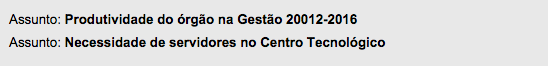 Assunto: Produtividade do órgão na Gestão 20012-2016
Assunto: Necessidade de servidores no Centro Tecnológico